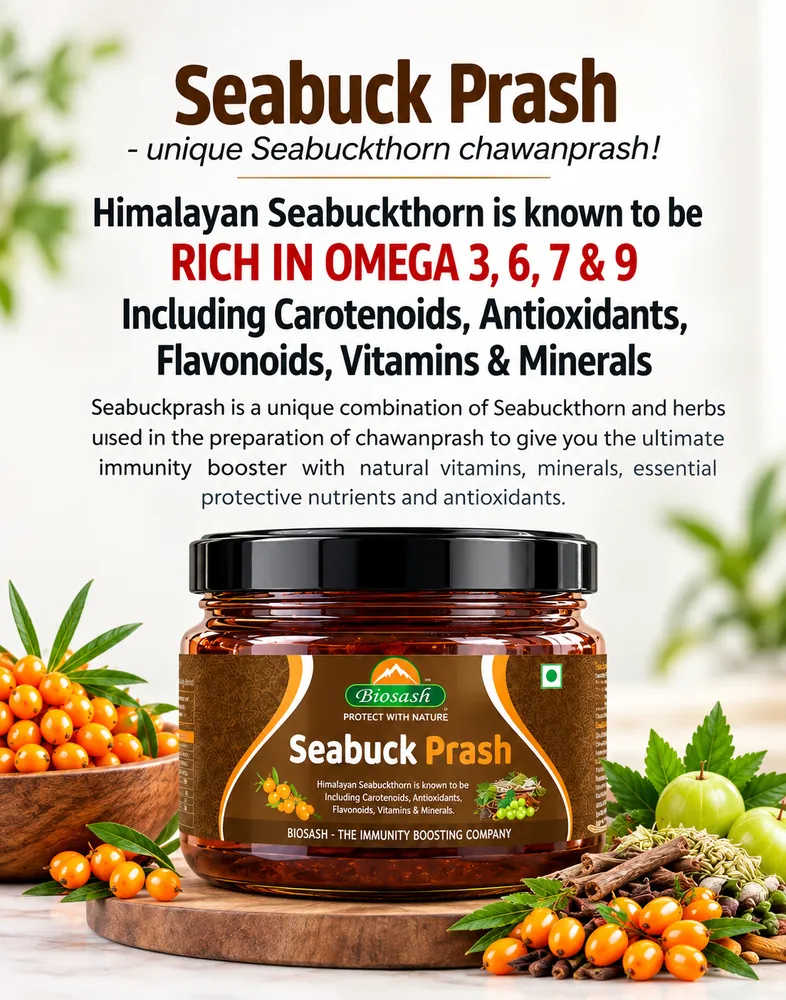 Seabuck Prash
- unique Seabuckthorn chawanprash!
Himalayan Seabuckthorn is known to be
RICH IN OMEGA 3, 6, 7 & 9
Including Carotenoids, Antioxidants,
Flavonoids, Vitamins & Minerals
Seabuckprash is a unique combination of Seabuckthorn and herbs
used in the preparation of chawanprash to give you the ultimate
immunity booster with natural vitamins, minerals, essential
protective nutrients and antioxidants.
Biosash
PROTECT WITH NATURE
Seabuck Prash
Himalayan Seabuckthorn is known to be
Including Carotenoids, Antioxidants,
Flavonoids, Vitamins & Minerals.
BIOSASH - THE IMMUNITY BOOSTING COMPANY